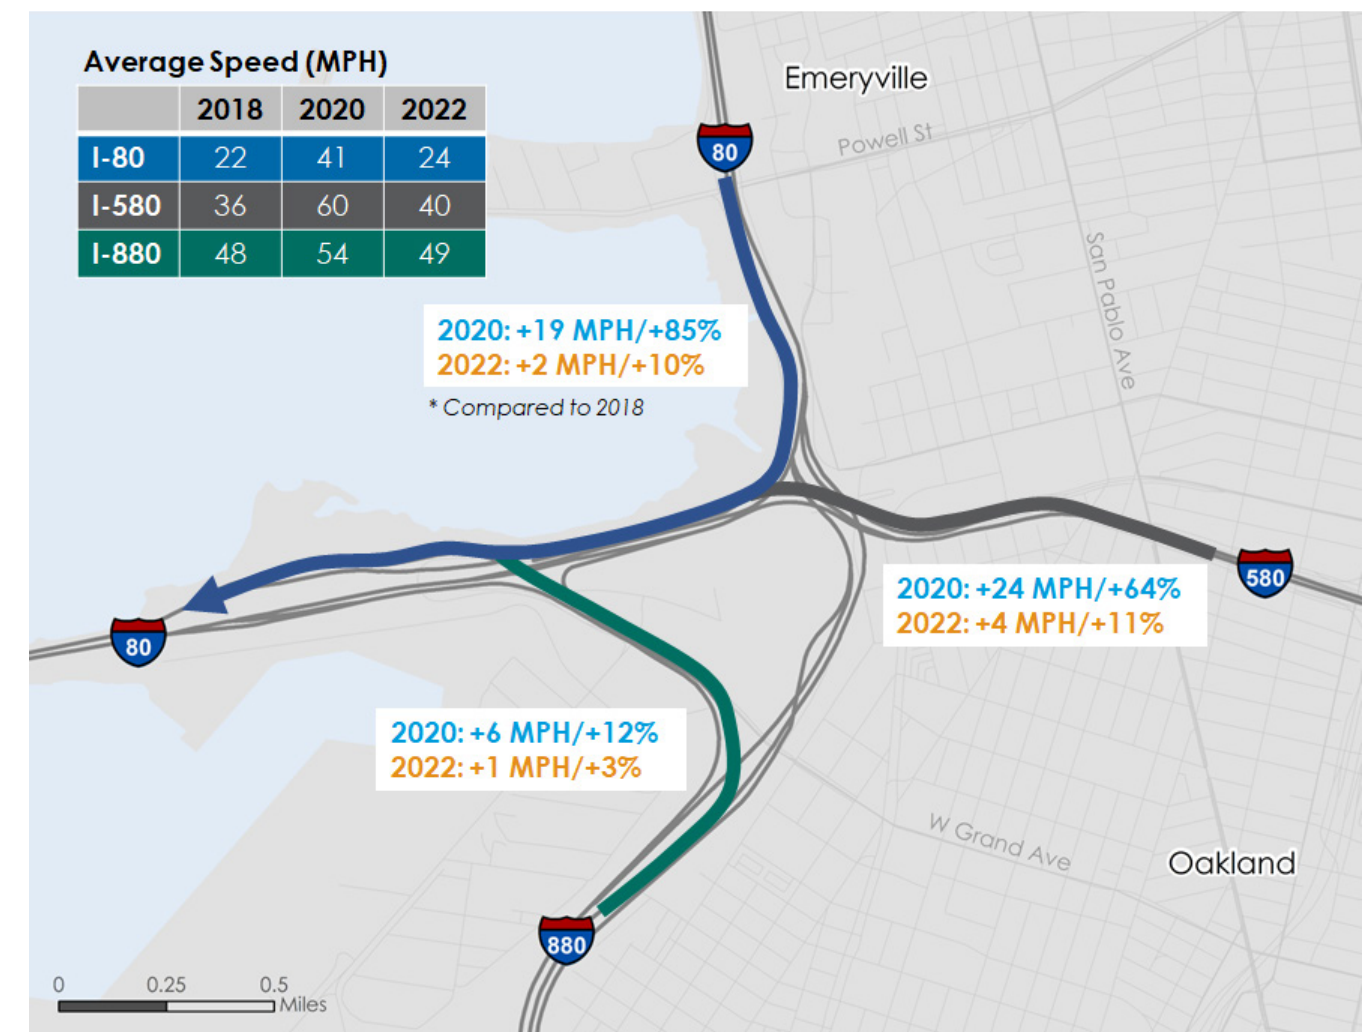 Average Speed (MPH)
2018 2020 2022
I-80 22 41 24
I-580 36 60 40
I-880 48 54 49
Emeryville
Powell St
80
San Pablo Ave
2020: +19 MPH/+85%
2022: +2 MPH/+10%
* Compared to 2018
580
2020: +24 MPH/+64%
2022: +4 MPH/+11%
80
2020: +6 MPH/+12%
2022: +1 MPH/+3%
W Grand Ave
Oakland
880
0 0.25 0.5
Miles